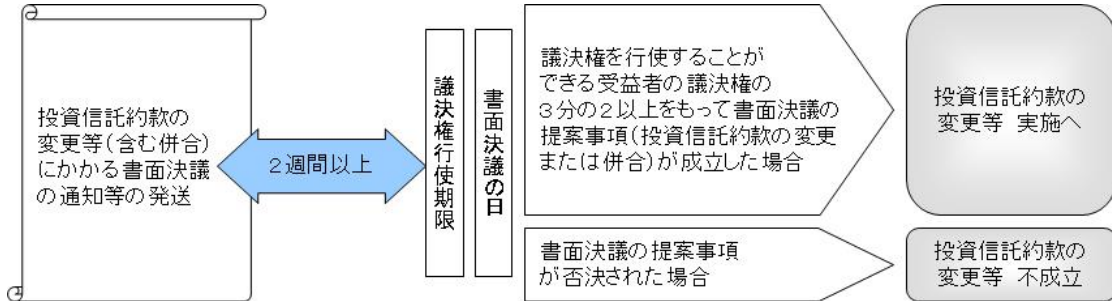 投資信託約款の
変更等(含む併合)
にかかる書面決議
の通知等の発送
２週間以上
議決権行使期限
書面決議の日
議決権を行使することが
できる受益者の議決権の
３分の２以上をもって書面決議の
提案事項(投資信託約款の変更
または併合)が成立した場合
投資信託約款の
変更等 実施へ
書面決議の提案事項
が否決された場合
投資信託約款の
変更等 不成立